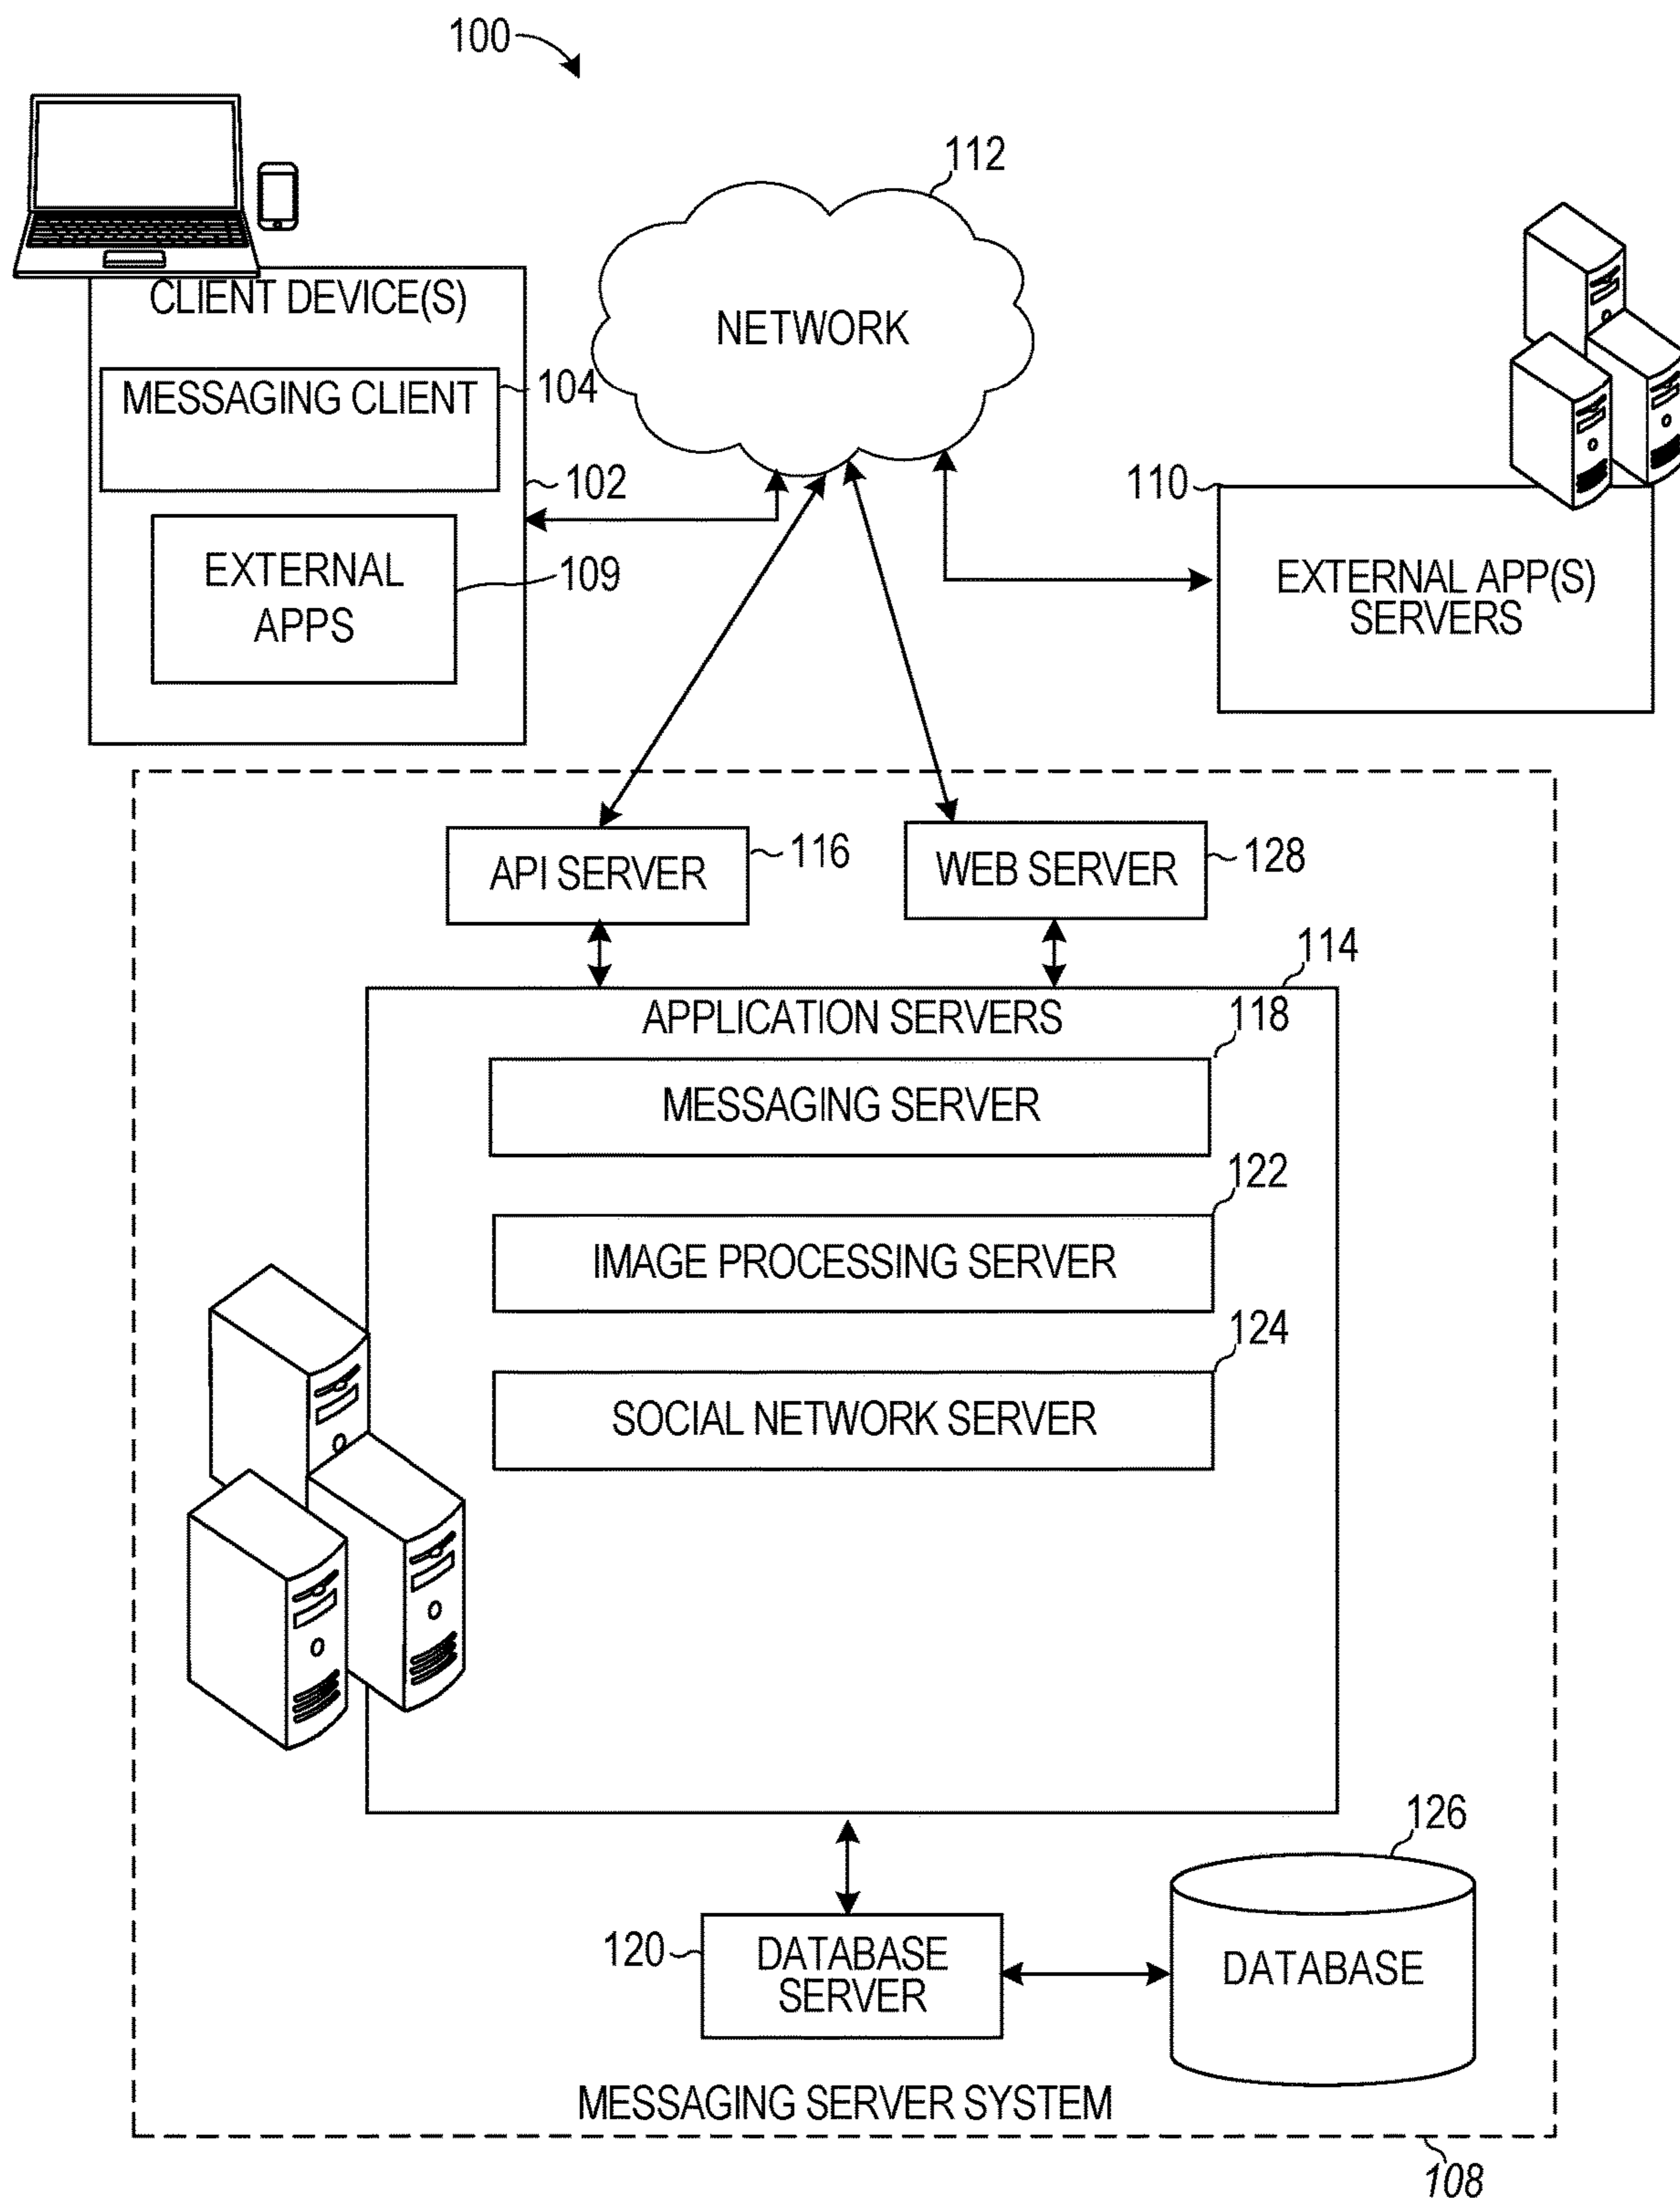 100
112
CLIENT DEVICE(S)
NETWORK
MESSAGING CLIENT
104
102
110
EXTERNAL
APPS
109
EXTERNAL APP(S)
SERVERS
API SERVER
116
WEB SERVER
128
114
APPLICATION SERVERS
118
MESSAGING SERVER
122
IMAGE PROCESSING SERVER
124
SOCIAL NETWORK SERVER
126
120
DATABASE
SERVER
DATABASE
MESSAGING SERVER SYSTEM
108